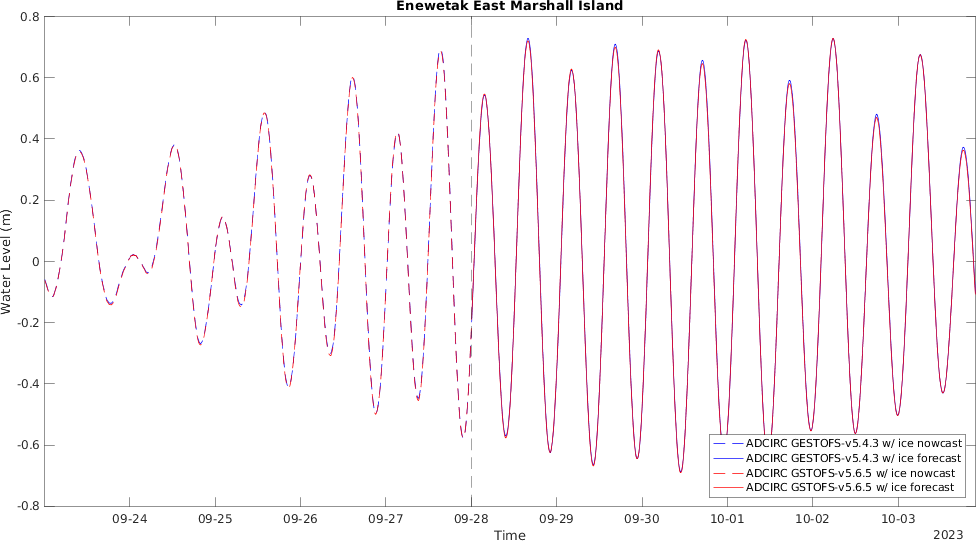 Enewetak East Marshall Island
0.8
0.6
0.4
0.2
0
-0.2
-0.4
-0.6
-0.8
Water Level (m)
ADCIRC GESTOFS-v5.4.3 w/ ice nowcast
ADCIRC GESTOFS-v5.4.3 w/ ice forecast
ADCIRC GSTOFS-v5.6.5 w/ ice nowcast
ADCIRC GSTOFS-v5.6.5 w/ ice forecast
09-24 09-25 09-26 09-27 09-28 09-29 09-30 10-01 10-02 10-03
Time
2023